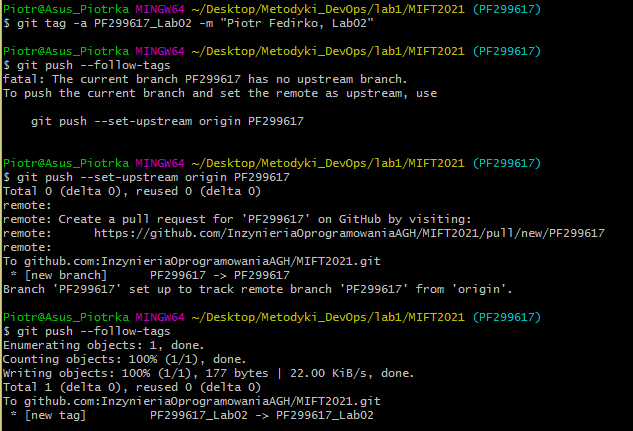 Piotr@Asus_Piotrka MINGW64 ~/Desktop/Metodyki_DevOps/lab1/MIFT2021 (PF299617)
$ git tag -a PF299617_Lab02 -m "Piotr Fedirko, Lab02"

Piotr@Asus_Piotrka MINGW64 ~/Desktop/Metodyki_DevOps/lab1/MIFT2021 (PF299617)
$ git push --follow-tags
fatal: The current branch PF299617 has no upstream branch.
To push the current branch and set the remote as upstream, use

    git push --set-upstream origin PF299617


Piotr@Asus_Piotrka MINGW64 ~/Desktop/Metodyki_DevOps/lab1/MIFT2021 (PF299617)
$ git push --set-upstream origin PF299617
Total 0 (delta 0), reused 0 (delta 0)
remote:
remote: Create a pull request for 'PF299617' on GitHub by visiting:
remote:      https://github.com/InzynieriaOprogramowaniaAGH/MIFT2021/pull/new/PF299617
remote:
To github.com:InzynieriaOprogramowaniaAGH/MIFT2021.git
 * [new branch]      PF299617 -> PF299617
Branch 'PF299617' set up to track remote branch 'PF299617' from 'origin'.

Piotr@Asus_Piotrka MINGW64 ~/Desktop/Metodyki_DevOps/lab1/MIFT2021 (PF299617)
$ git push --follow-tags
Enumerating objects: 1, done.
Counting objects: 100% (1/1), done.
Writing objects: 100% (1/1), 177 bytes | 22.00 KiB/s, done.
Total 1 (delta 0), reused 0 (delta 0)
To github.com:InzynieriaOprogramowaniaAGH/MIFT2021.git
 * [new tag]         PF299617_Lab02 -> PF299617_Lab02